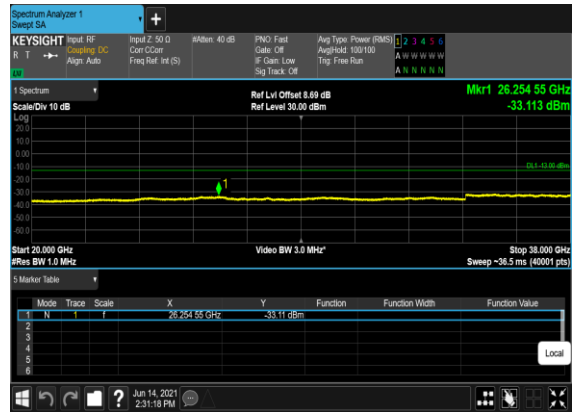 Spectrum Analyzer 1
Swept SA
+
KEYSIGHT Input: RF Input Z: 50 Ω #Atten: 40 dB PNO: Fast Avg Type: Power (RMS) 1 2 3 4 5 6
R T Coupling: DC Corr CCorr Gate: Off Avg|Hold: 100/100 A W W W W W
Align: Auto Freq Ref: Int (S) IF Gain: Low Trig: Free Run
Sig Track: Off A N N N N N
1 Spectrum Ref Lvl Offset 8.69 dB Mkr1 26.254 55 GHz
Scale/Div 10 dB Ref Level 30.00 dBm -33.113 dBm
Log
20.0
10.0
0.00
-10.0
DL1 -13.00 dBm
-20.0
1
-30.0
-40.0
-50.0
-60.0
Start 20.000 GHz Video BW 3.0 MHz* Stop 38.000 GHz
#Res BW 1.0 MHz Sweep ~36.5 ms (40001 pts)
5 Marker Table
Mode Trace Scale X Y Function Function Width Function Value
1 N 1 f 26.254 55 GHz -33.11 dBm
2
3
4
5
6
Local
? Jun 14, 2021
2:31:18 PM